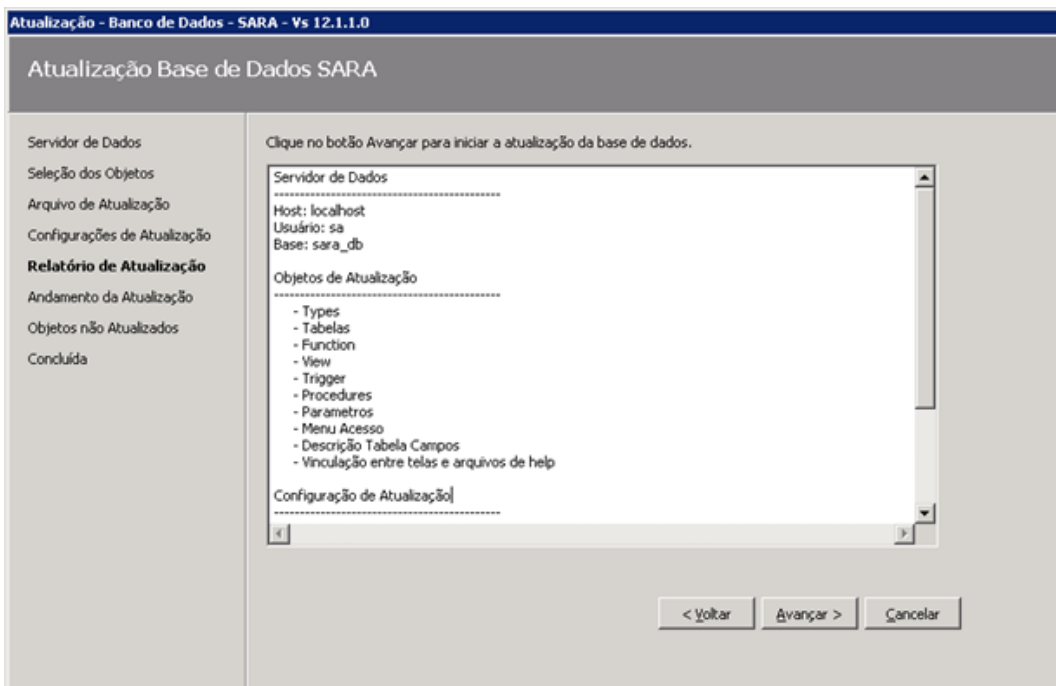 Atualização - Banco de Dados - SARA - Vs 12.1.1.0
Atualização Base de Dados SARA
Servidor de Dados
Seleção dos Objetos
Arquivo de Atualização
Configurações de Atualização
Relatório de Atualização
Andamento da Atualização
Objetos não Atualizados
Concluída
Clique no botão Avançar para iniciar a atualização da base de dados.
Servidor de Dados
--------------------------------------------
Host: localhost
Usuário: sa
Base: sara_db
Objetos de Atualização
--------------------------------------------
- Types
- Tabelas
- Function
- View
- Trigger
- Procedures
- Parametros
- Menu Acesso
- Descrição Tabela Campos
- Vinculação entre telas e arquivos de help
Configuração de Atualização
--------------------------------------------
< Voltar
Avançar >
Cancelar